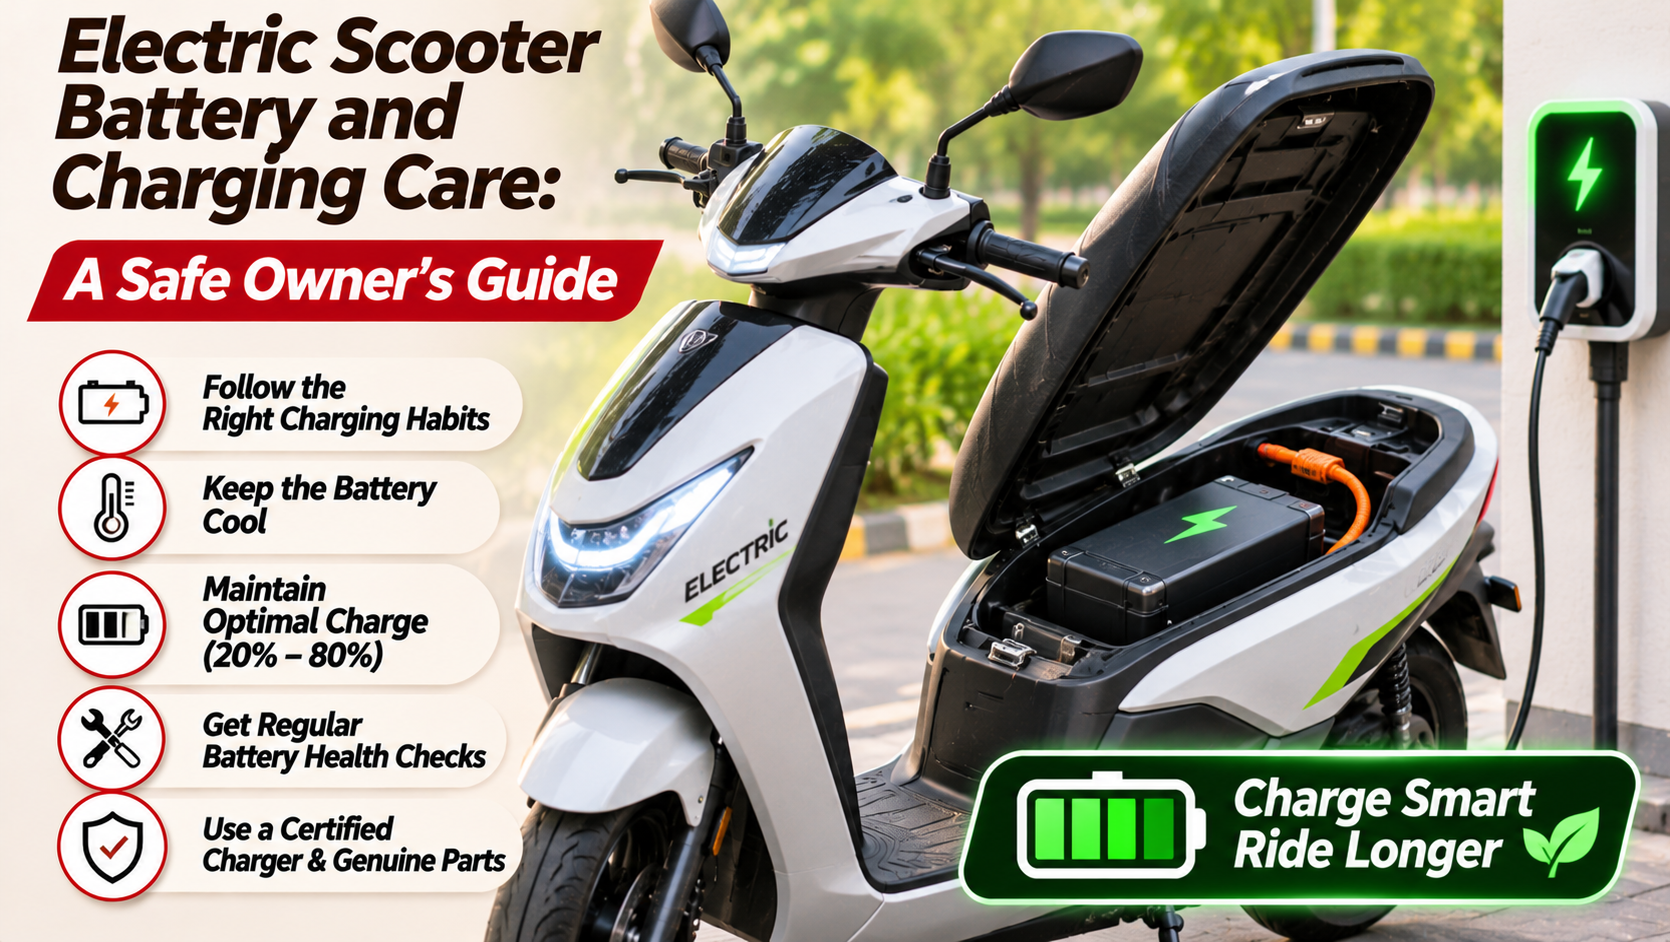 Electric Scooter
Battery and
Charging Care:
A Safe Owner's Guide
Follow the
Right Charging Habits
Keep the Battery
Cool
Maintain
Optimal Charge
(20% – 80%)
Get Regular
Battery Health Checks
Use a Certified
Charger & Genuine Parts
ELECTRIC
Charge Smart
Ride Longer